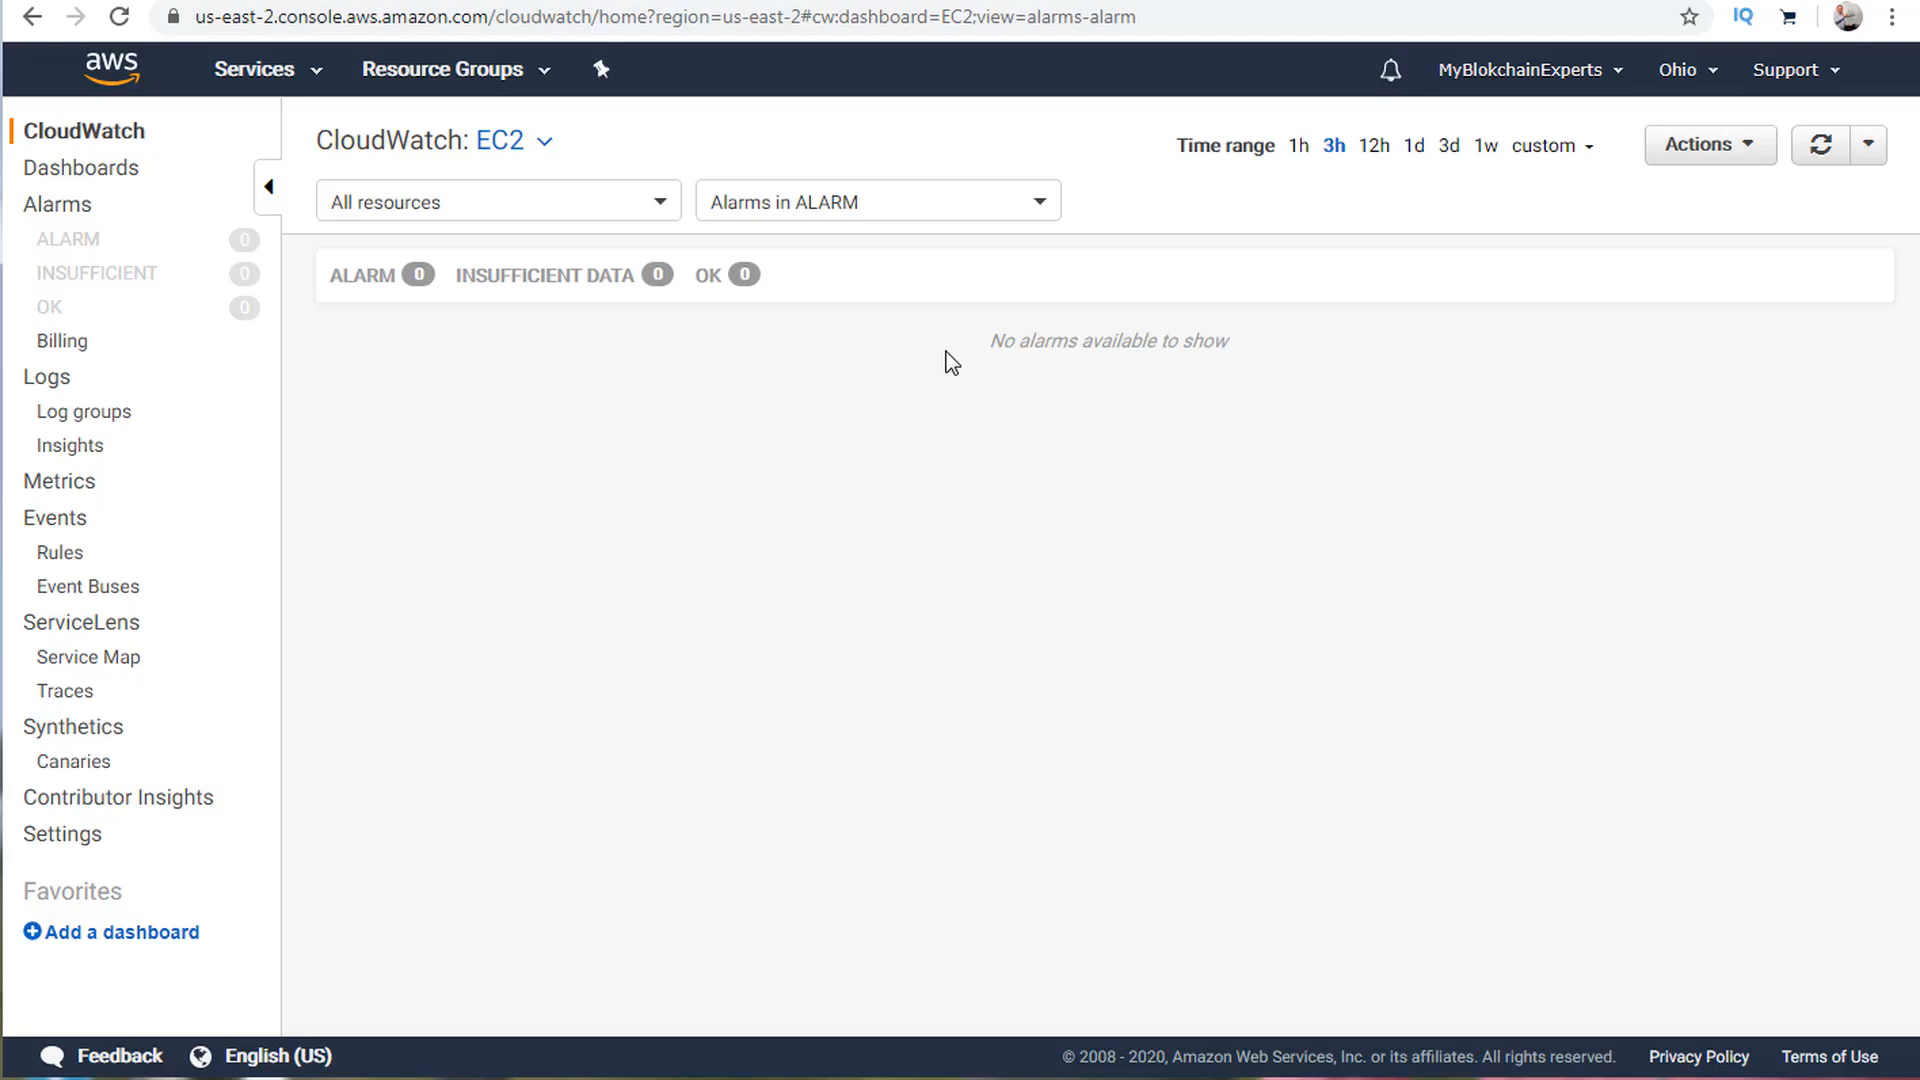 us-east-2.console.aws.amazon.com/cloudwatch/home?region=us-east-2#cw:dashboard=EC2;view=alarms-alarm
IQ
aws
Services
Resource Groups
MyBlokchainExperts
Ohio
Support
CloudWatch
Dashboards
Alarms
ALARM 0
INSUFFICIENT 0
OK 0
Billing
Logs
Log groups
Insights
Metrics
Events
Rules
Event Buses
ServiceLens
Service Map
Traces
Synthetics
Canaries
Contributor Insights
Settings
Favorites
Add a dashboard
CloudWatch: EC2
Time range 1h 3h 12h 1d 3d 1w custom
Actions
All resources
Alarms in ALARM
ALARM 0 INSUFFICIENT DATA 0 OK 0
No alarms available to show
Feedback
English (US)
© 2008 - 2020, Amazon Web Services, Inc. or its affiliates. All rights reserved.
Privacy Policy
Terms of Use